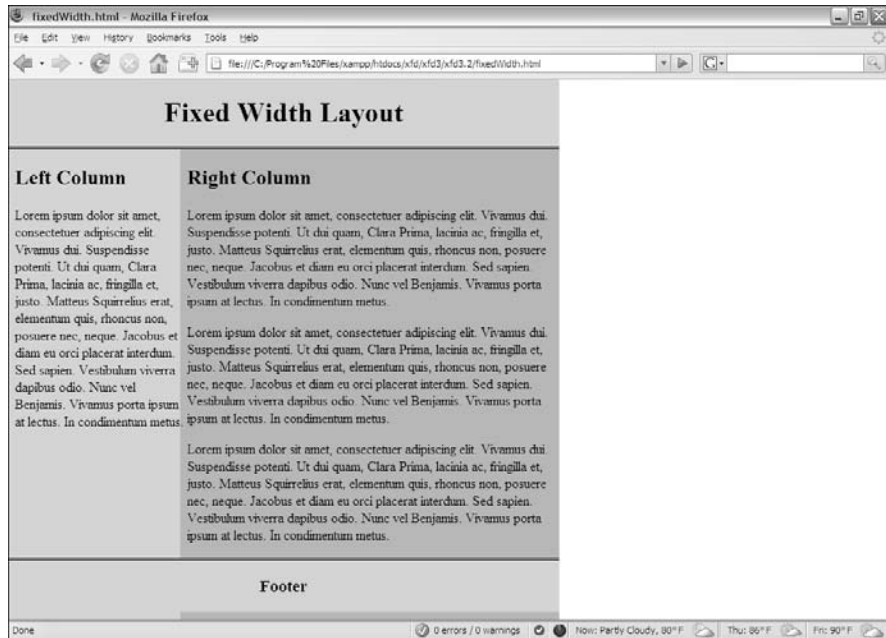 fixedWidth.html - Mozilla Firefox
File Edit View History Bookmarks Tools Help
file:///C:/Program%20Files/xampp/htdocs/xfd/xfd3/xfd3.2/fixedWidth.html
G
Fixed Width Layout
Left Column
Lorem ipsum dolor sit amet,
consectetuer adipiscing elit.
Vivamus dui. Suspendisse
potenti. Ut dui quam, Clara
Prima, lacinia ac, fringilla et,
justo. Matteus Squirrelius erat,
elementum quis, rhoncus non,
posuere nec, neque. Jacobus et
diam eu orci placerat interdum.
Sed sapien. Vestibulum viverra
dapibus odio. Nunc vel
Benjamis. Vivamus porta ipsum
at lectus. In condimentum metus.
Right Column
Lorem ipsum dolor sit amet, consectetuer adipiscing elit. Vivamus dui.
Suspendisse potenti. Ut dui quam, Clara Prima, lacinia ac, fringilla et,
justo. Matteus Squirrelius erat, elementum quis, rhoncus non, posuere
nec, neque. Jacobus et diam eu orci placerat interdum. Sed sapien.
Vestibulum viverra dapibus odio. Nunc vel Benjamis. Vivamus porta
ipsum at lectus. In condimentum metus.
Lorem ipsum dolor sit amet, consectetuer adipiscing elit. Vivamus dui.
Suspendisse potenti. Ut dui quam, Clara Prima, lacinia ac, fringilla et,
justo. Matteus Squirrelius erat, elementum quis, rhoncus non, posuere
nec, neque. Jacobus et diam eu orci placerat interdum. Sed sapien.
Vestibulum viverra dapibus odio. Nunc vel Benjamis. Vivamus porta
ipsum at lectus. In condimentum metus.
Lorem ipsum dolor sit amet, consectetuer adipiscing elit. Vivamus dui.
Suspendisse potenti. Ut dui quam, Clara Prima, lacinia ac, fringilla et,
justo. Matteus Squirrelius erat, elementum quis, rhoncus non, posuere
nec, neque. Jacobus et diam eu orci placerat interdum. Sed sapien.
Vestibulum viverra dapibus odio. Nunc vel Benjamis. Vivamus porta
ipsum at lectus. In condimentum metus.
Footer
Done 0 errors / 0 warnings Now: Partly Cloudy, 80° F Thu: 86° F Fri: 90° F